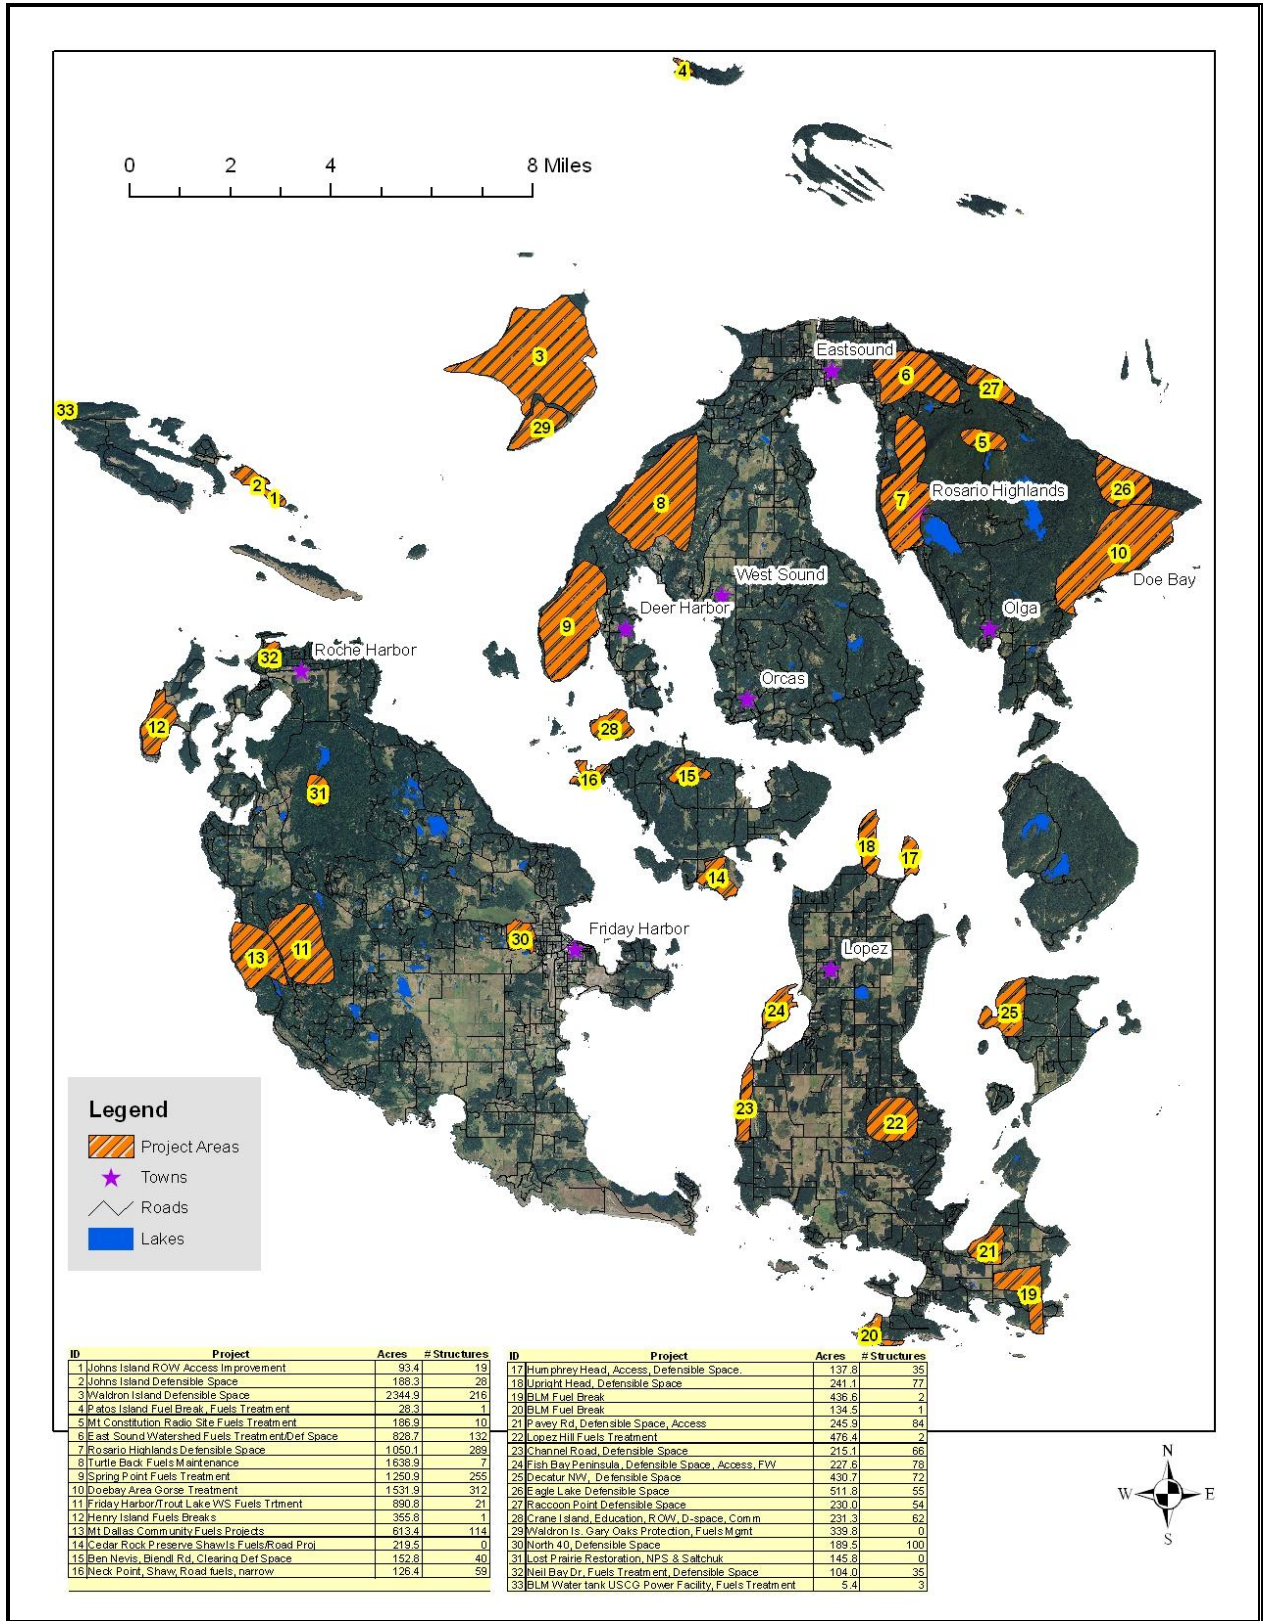 4
0 2 4 8 Miles
3
Eastsound
6
27
33
29
5
2
1
8
7
Rosario Highlands
26
10
West Sound
Doe Bay
Deer Harbor
Olga
9
32
Roche Harbor
Orcas
12
28
16
15
31
18
17
14
Friday Harbor
30
13
11
Lopez
24
25
23
22
21
19
20
Legend
Project Areas
Towns
Roads
Lakes
ID Project Acres # Structures
1 Johns Island ROW Access Improvement 93.4 19
2 Johns Island Defensible Space 188.3 28
3 Waldron Island Defensible Space 2344.9 216
4 Patos Island Fuel Break, Fuels Treatment 28.3 1
5 Mt Constitution Radio Site Fuels Treatment 186.9 10
6 East Sound Watershed Fuels Treatment/Def Space 828.7 132
7 Rosario Highlands Defensible Space 1050.1 289
8 Turtle Back Fuels Maintenance 1638.9 7
9 Spring Point Fuels Treatment 1250.9 255
10 Doebay Area Gorse Treatment 1531.9 312
11 Friday Harbor/Trout Lake WS Fuels Trtment 890.8 21
12 Henry Island Fuels Breaks 355.8 1
13 Mt Dallas Community Fuels Projects 613.4 114
14 Cedar Rock Preserve Shaw Is Fuels/Road Proj 219.5 0
15 Ben Nevis, Biendl Rd, Clearing Def Space 152.8 40
16 Neck Point, Shaw, Road fuels, narrow 126.4 59
ID Project Acres # Structures
17 Humphrey Head, Access, Defensible Space. 137.8 35
18 Upright Head, Defensible Space 241.1 77
19 BLM Fuel Break 436.6 2
20 BLM Fuel Break 134.5 1
21 Pavey Rd, Defensible Space, Access 245.9 84
22 Lopez Hill Fuels Treatment 476.4 2
23 Channel Road, Defensible Space 215.1 66
24 Fish Bay Peninsula, Defensible Space, Access, FW 227.6 78
25 Decatur NW, Defensible Space 430.7 72
26 Eagle Lake Defensible Space 511.8 55
27 Raccoon Point Defensible Space 230.0 54
28 Crane Island, Education, ROW, D-space, Comm 231.3 62
29 Waldron Is. Gary Oaks Protection, Fuels Mgmt 339.8 0
30 North 40, Defensible Space 189.5 100
31 Lost Prairie Restoration, NPS & Saltchuk 145.8 0
32 Neil Bay Dr, Fuels Treatment, Defensible Space 104.0 35
33 BLM Water tank USCG Power Facility, Fuels Treatment 5.4 3
N
W E
S